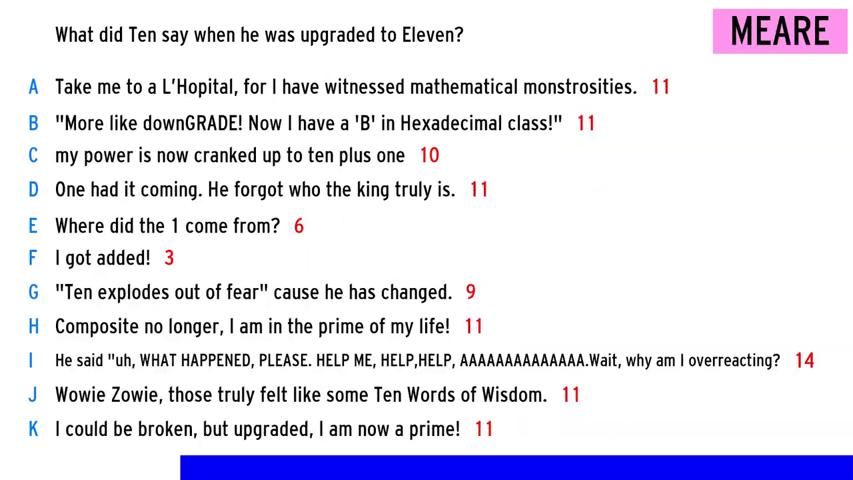 What did Ten say when he was upgraded to Eleven?
MEARE
A Take me to a L'Hopital, for I have witnessed mathematical monstrosities. 11
B "More like downGRADE! Now I have a 'B' in Hexadecimal class!" 11
C my power is now cranked up to ten plus one 10
D One had it coming. He forgot who the king truly is. 11
E Where did the 1 come from? 6
F I got added! 3
G "Ten explodes out of fear" cause he has changed. 9
H Composite no longer, I am in the prime of my life! 11
I He said "uh, WHAT HAPPENED, PLEASE. HELP ME, HELP,HELP, AAAAAAAAAAAAAA.Wait, why am I overreacting? 14
J Wowie Zowie, those truly felt like some Ten Words of Wisdom. 11
K I could be broken, but upgraded, I am now a prime! 11